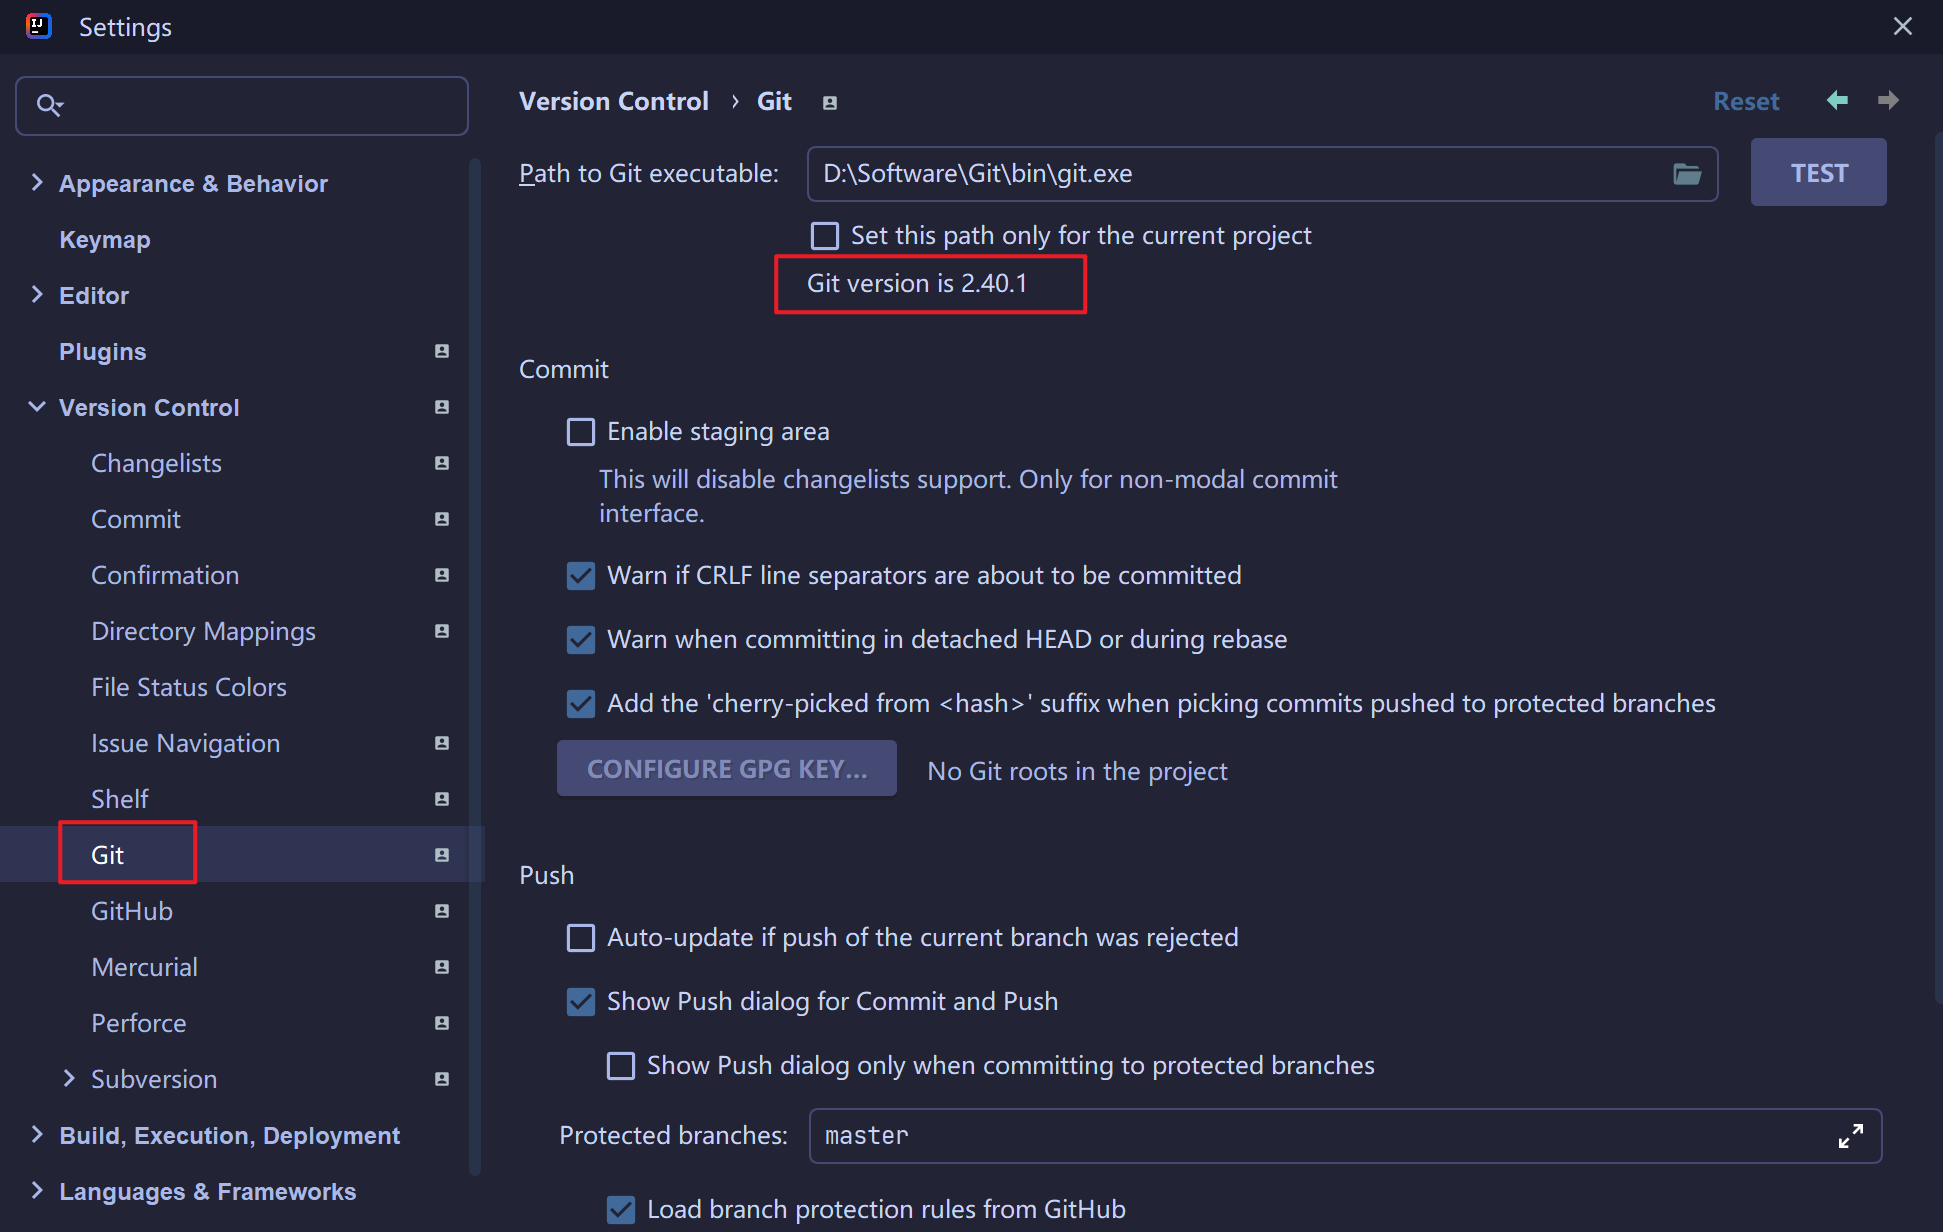 Settings
Appearance & Behavior
Keymap
Editor
Plugins
Version Control
Changelists
Commit
Confirmation
Directory Mappings
File Status Colors
Issue Navigation
Shelf
Git
GitHub
Mercurial
Perforce
Subversion
Build, Execution, Deployment
Languages & Frameworks
Version Control › Git
Reset
Path to Git executable: D:\Software\Git\bin\git.exe TEST
Set this path only for the current project
Git version is 2.40.1
Commit
Enable staging area
This will disable changelists support. Only for non-modal commit
interface.
Warn if CRLF line separators are about to be committed
Warn when committing in detached HEAD or during rebase
Add the 'cherry-picked from <hash>' suffix when picking commits pushed to protected branches
CONFIGURE GPG KEY... No Git roots in the project
Push
Auto-update if push of the current branch was rejected
Show Push dialog for Commit and Push
Show Push dialog only when committing to protected branches
Protected branches: master
Load branch protection rules from GitHub